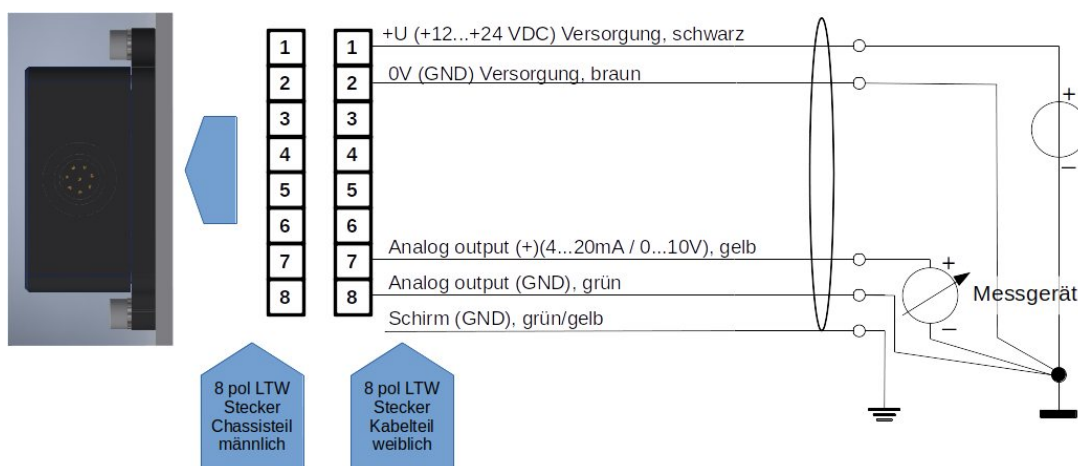 +U (+12...+24 VDC) Versorgung, schwarz
0V (GND) Versorgung, braun
1
2
3
4
5
6
7
8
1
2
3
4
5
6
7
8
Analog output (+)(4...20mA / 0...10V), gelb
Analog output (GND), grün
Schirm (GND), grün/gelb
+
−
+
−
Messgerät
8 pol LTW
Stecker
Chassisteil
männlich
8 pol LTW
Stecker
Kabelteil
weiblich